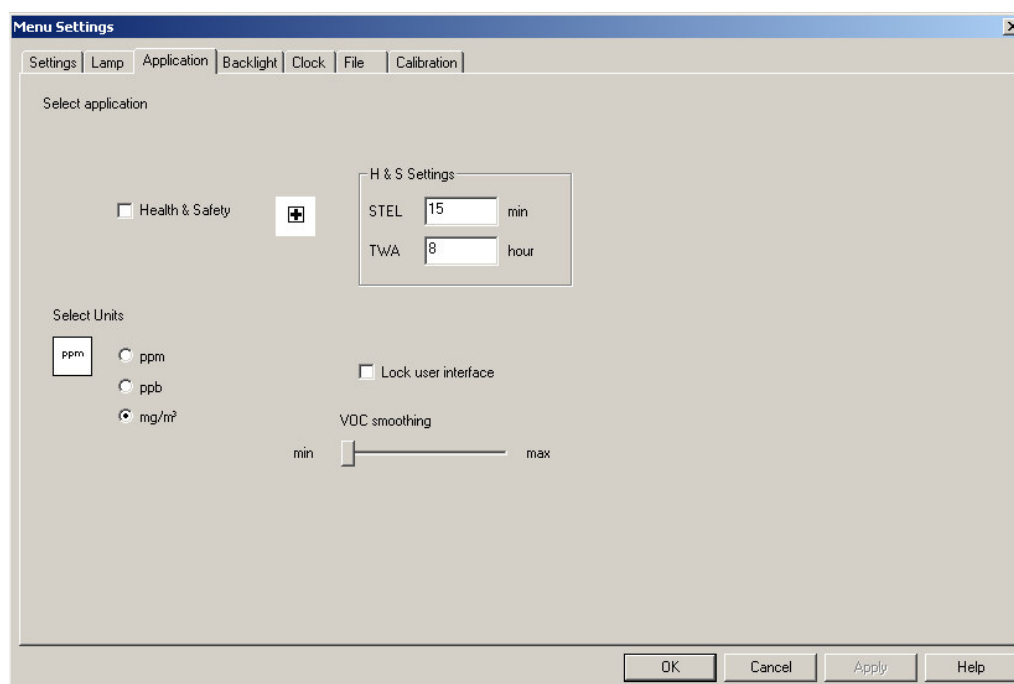 Menu Settings
Settings Lamp Application Backlight Clock File Calibration
Select application
H & S Settings
Health & Safety
STEL 15 min
TWA 8 hour
Select Units
ppm
ppm
ppb
mg/m³
Lock user interface
VOC smoothing
min max
OK Cancel Apply Help